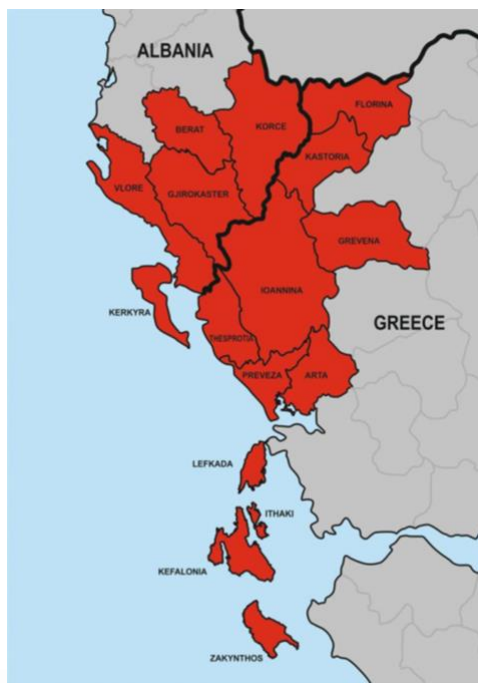 ALBANIA
FLORINA
BERAT
KORCE
KASTORIA
VLORE
GJIROKASTER
GREVENA
IOANNINA
KERKYRA
GREECE
THESPROTIA
PREVEZA
ARTA
LEFKADA
ITHAKI
KEFALONIA
ZAKYNTHOS